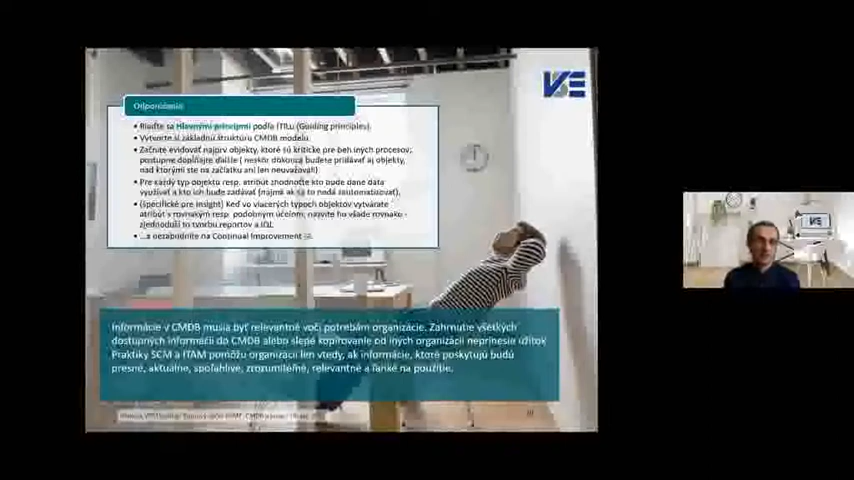 Odporúčania
• Riaďte sa Hlavnými princípmi podľa ITILu (Guiding principles).
• Vytvorte si základnú štruktúru CMDB modelu.
• Začnite evidovať najprv objekty, ktoré sú kritické pre beh iných procesov;
postupne dopĺňajte ďalšie ( neskôr dokonca budete pridávať aj objekty,
nad ktorými ste na začiatku ani len neuvažovali)
• Pre každý typ objektu resp. atribút zhodnoťte kto bude dané dáta
využívať a kto ich bude zadávať (najmä ak sa to nedá zautomatizovať).
• (špecifické pre Insight) Keď vo viacerých typoch objektov vytvárate
atribút s rovnakým resp. podobným účelom, nazvite ho všade rovnako -
zjednoduší to tvorbu reportov a IQL
• ...a nezabudnite na Continual Improvement
VSE
Informácie v CMDB musia byť relevantné voči potrebám organizácie. Zahrnutie všetkých
dostupných informácií do CMDB alebo slepé kopírovanie od iných organizácií neprinesie úžitok
Praktiky SCM a ITAM pomôžu organizácii len vtedy, ak informácie, ktoré poskytujú budú
presné, aktuálne, spoľahlivé, zrozumiteľné, relevantné a ľahké na použitie.